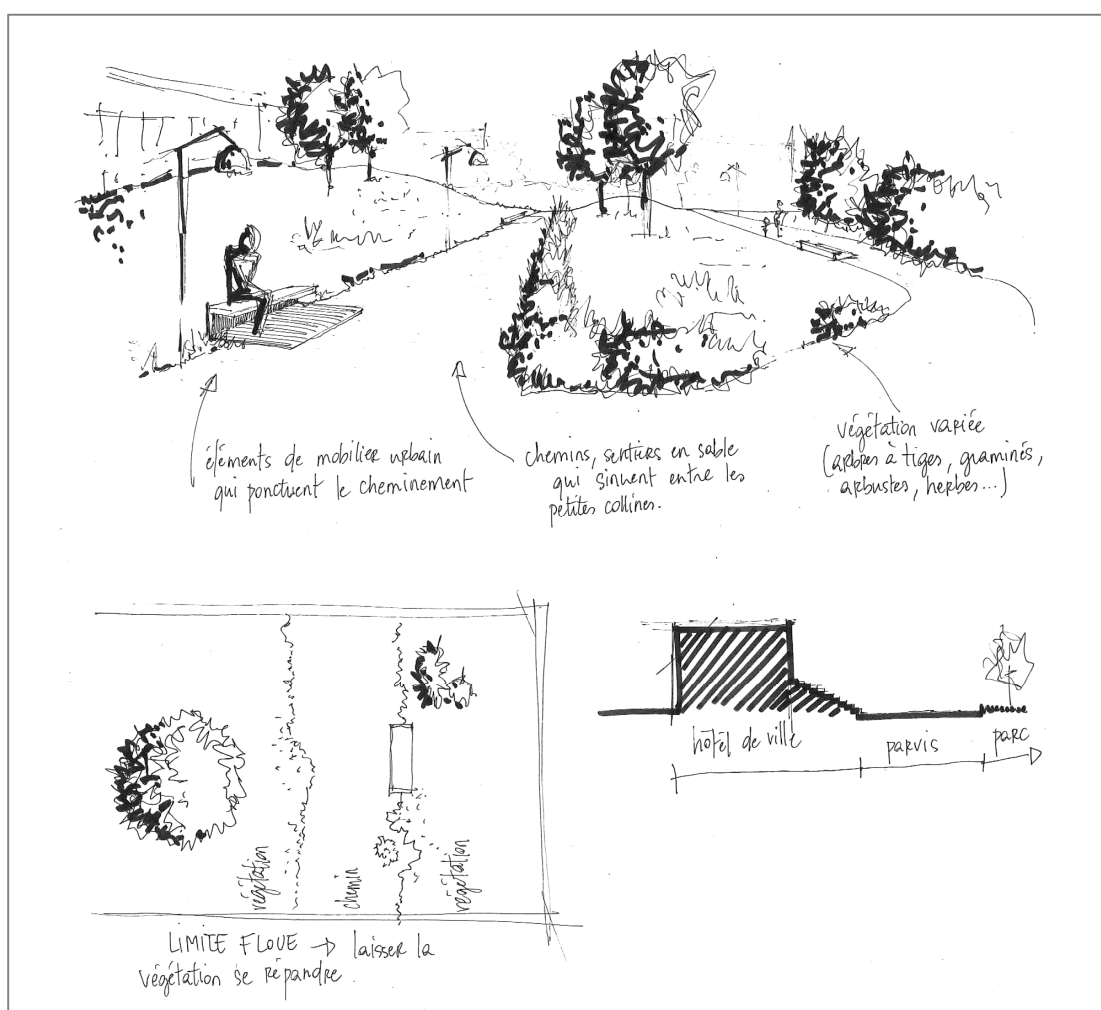 éléments de mobilier urbain
qui ponctuent le cheminement
chemins, sentiers en sable
qui sinuent entre les
petites collines.
végétation variée
(arbres à tiges, graminés,
arbustes, herbes...)
végétation
chemin
végétation
LIMITE FLOUE → laisser la
végétation se répandre.
hôtel de ville
parvis
parc